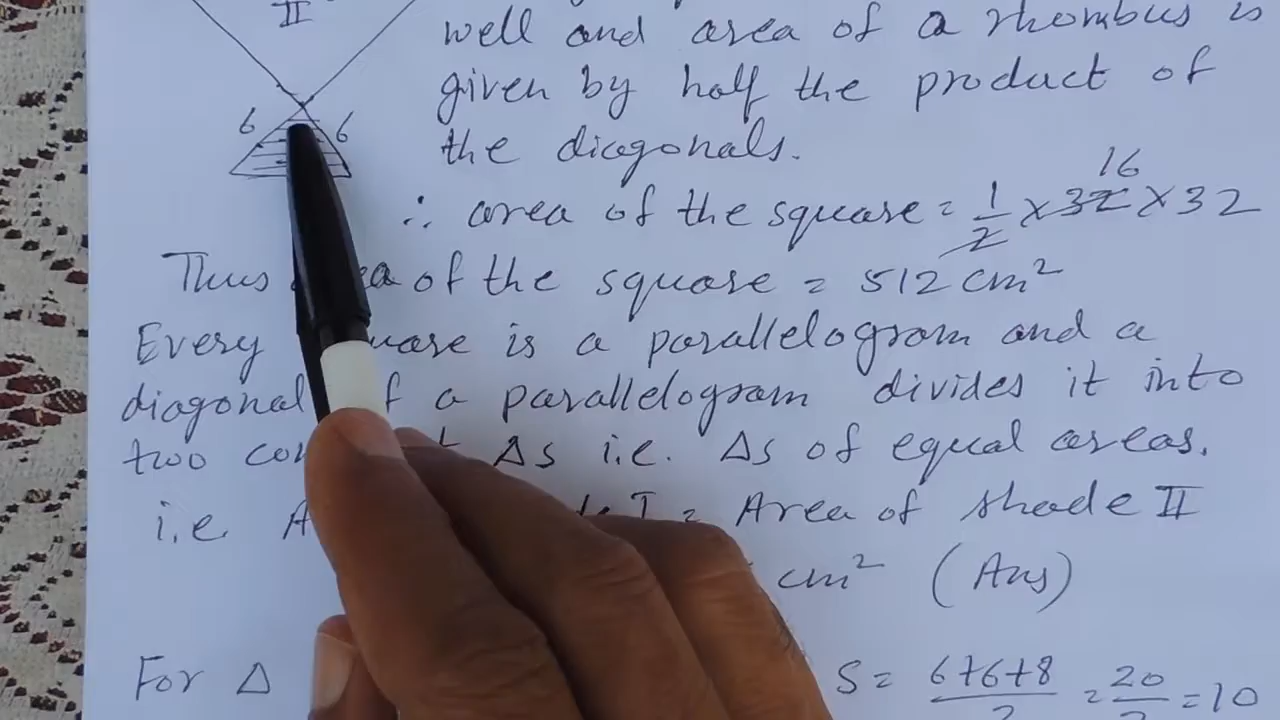 II
well and area of a rhombus is
given by half the product of
6 6
the diagonals.
16
∴ area of the square = 1/2 × 32 × 32
Thus of the square = 512 cm²
Every is a parallelogram and a
diagonal a parallelogram divides it into
two Δs i.e. Δs of equal areas.
i.e. I = Area of shade II
cm² (Ans)
For Δ S = 6+6+8/2 = 20/2 = 10